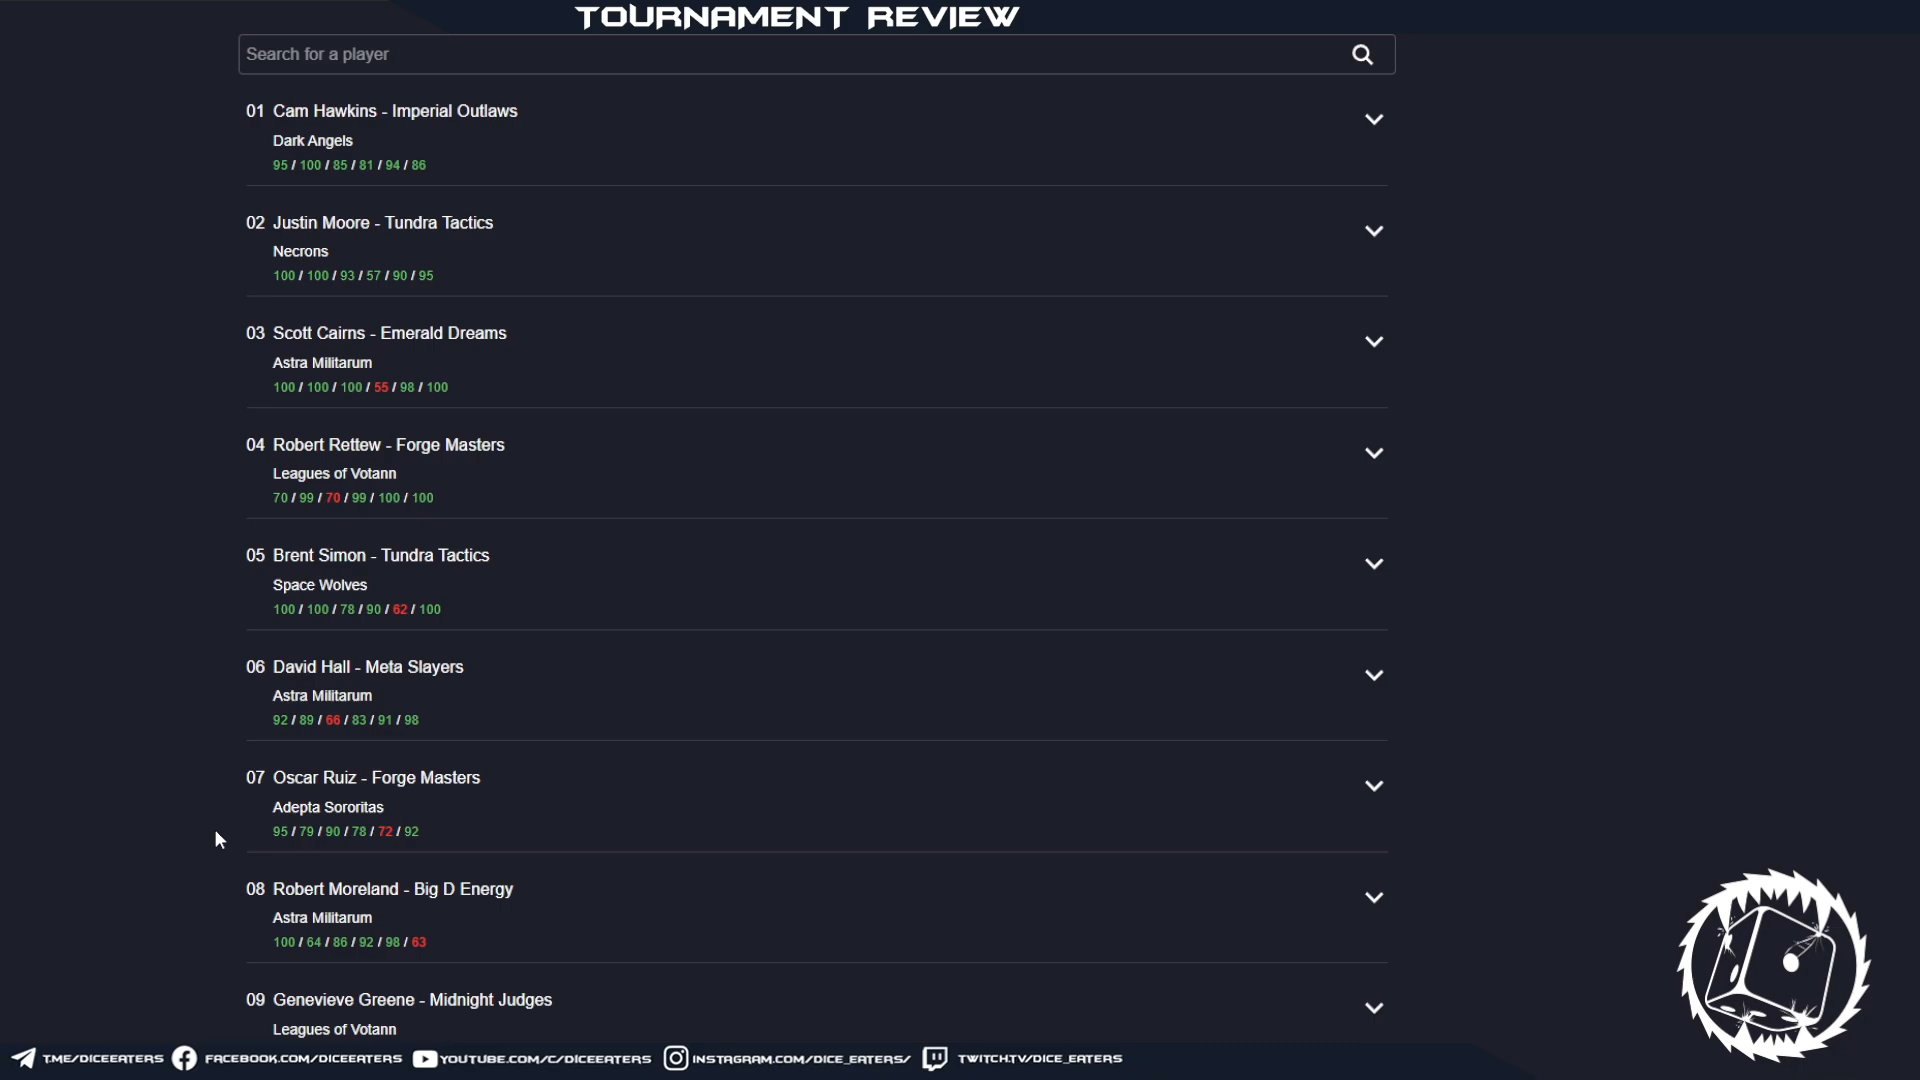 TOURNAMENT REVIEW
Search for a player
01 Cam Hawkins - Imperial Outlaws
Dark Angels
95 / 100 / 85 / 81 / 94 / 86
02 Justin Moore - Tundra Tactics
Necrons
100 / 100 / 93 / 57 / 90 / 95
03 Scott Cairns - Emerald Dreams
Astra Militarum
100 / 100 / 100 / 55 / 98 / 100
04 Robert Rettew - Forge Masters
Leagues of Votann
70 / 99 / 70 / 99 / 100 / 100
05 Brent Simon - Tundra Tactics
Space Wolves
100 / 100 / 78 / 90 / 62 / 100
06 David Hall - Meta Slayers
Astra Militarum
92 / 89 / 66 / 83 / 91 / 98
07 Oscar Ruiz - Forge Masters
Adepta Sororitas
95 / 79 / 90 / 78 / 72 / 92
08 Robert Moreland - Big D Energy
Astra Militarum
100 / 64 / 86 / 92 / 98 / 63
09 Genevieve Greene - Midnight Judges
Leagues of Votann
T.ME/DICEEATERS FACEBOOK.COM/DICEEATERS YOUTUBE.COM/C/DICEEATERS INSTAGRAM.COM/DICE_EATERS/ TWITCH.TV/DICE_EATERS